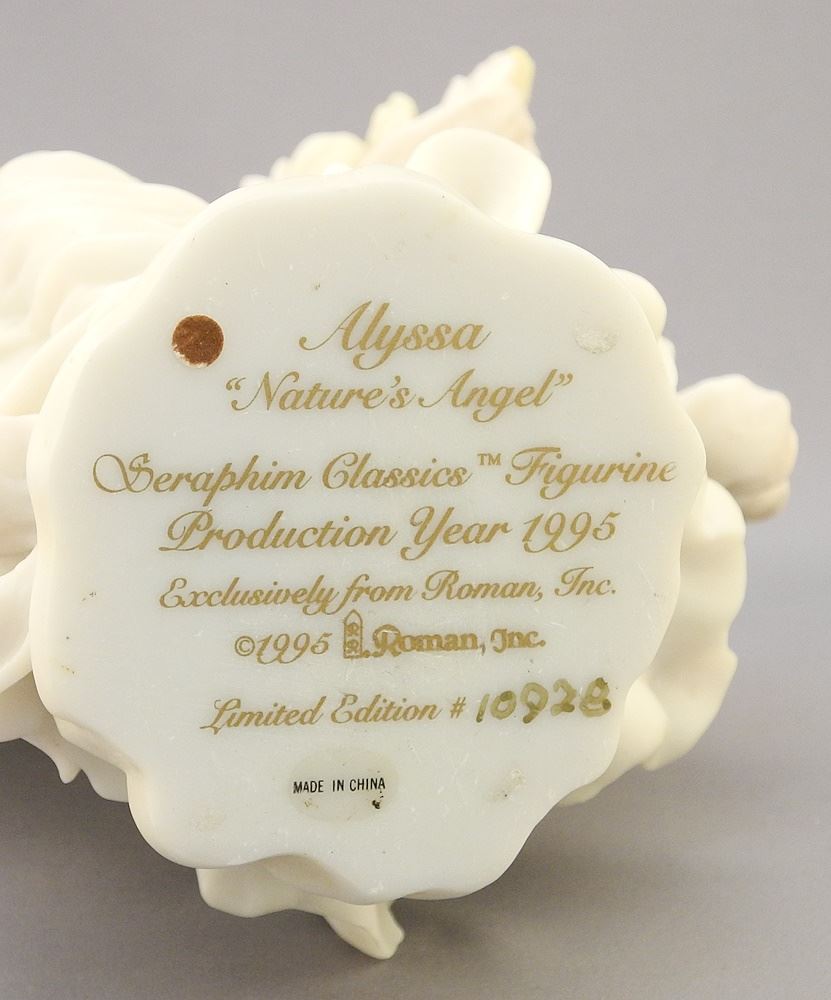 Alyssa
“Nature's Angel”
Seraphim Classics™ Figurine
Production Year 1995
Exclusively from Roman, Inc.
©1995 Roman, Inc.
Limited Edition # 10928
MADE IN CHINA